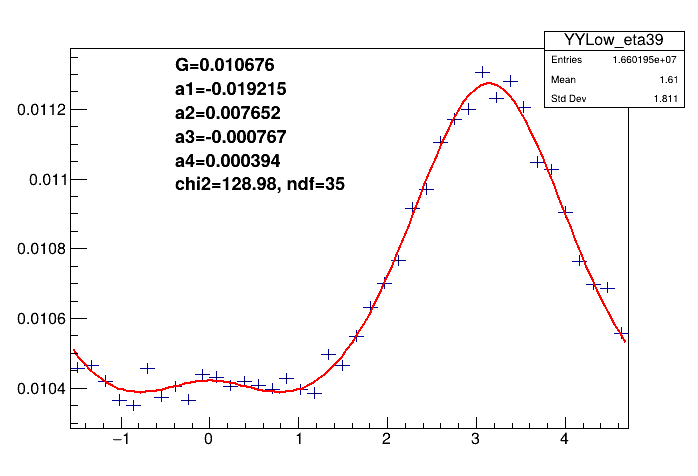 YYLow_eta39
Entries 1.660195e+07
Mean 1.61
Std Dev 1.811
G=0.010676
a1=-0.019215
a2=0.007652
a3=-0.000767
a4=0.000394
chi2=128.98, ndf=35
0.0112
0.011
0.0108
0.0106
0.0104
−1 0 1 2 3 4